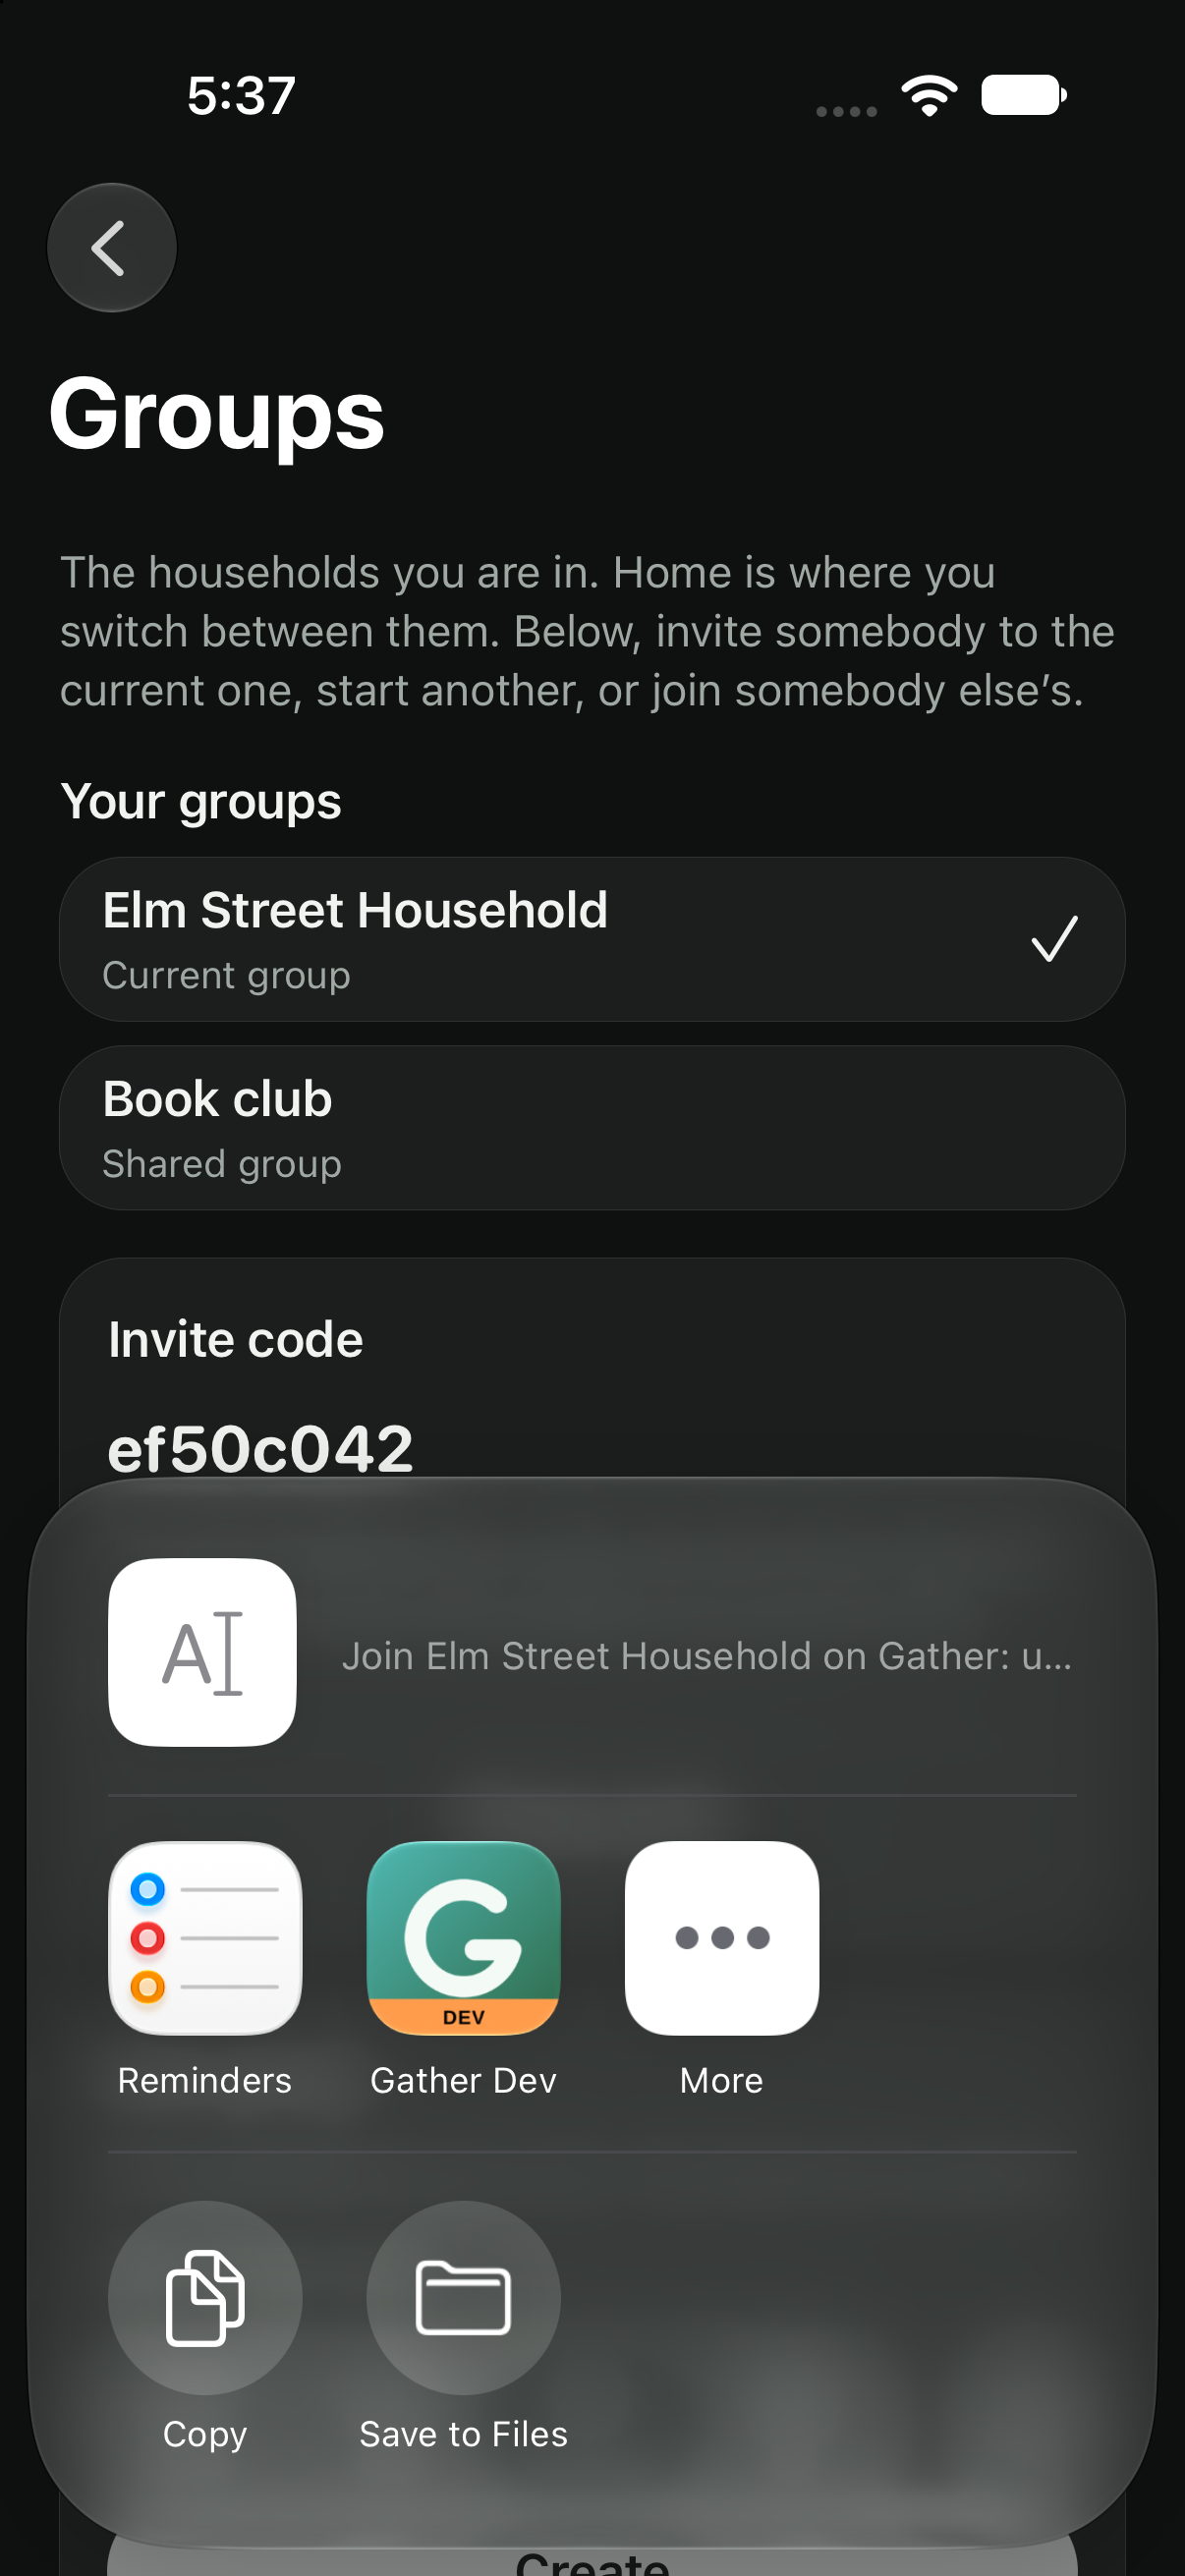 5:37
Groups
The households you are in. Home is where you
switch between them. Below, invite somebody to the
current one, start another, or join somebody else’s.
Your groups
Elm Street Household
Current group
Book club
Shared group
Invite code
ef50c042
Join Elm Street Household on Gather: u...
DEV
Reminders
Gather Dev
More
Copy
Save to Files
Create